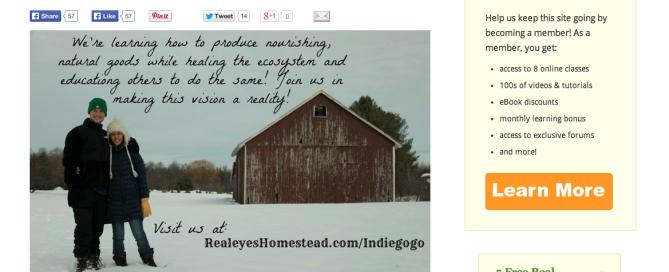 Share 57 Like 57 Pin it Tweet 14 g+1 0
We're learning how to produce nourishing,
natural goods while healing the ecosystem and
educationg others to do the same! Join us in
making this vision a reality!
Visit us at:
RealeyesHomestead.com/Indiegogo
Help us keep this site going by
becoming a member! As a
member, you get:
• access to 8 online classes
• 100s of videos & tutorials
• eBook discounts
• monthly learning bonus
• access to exclusive forums
• and more!
Learn More
5 Free Real